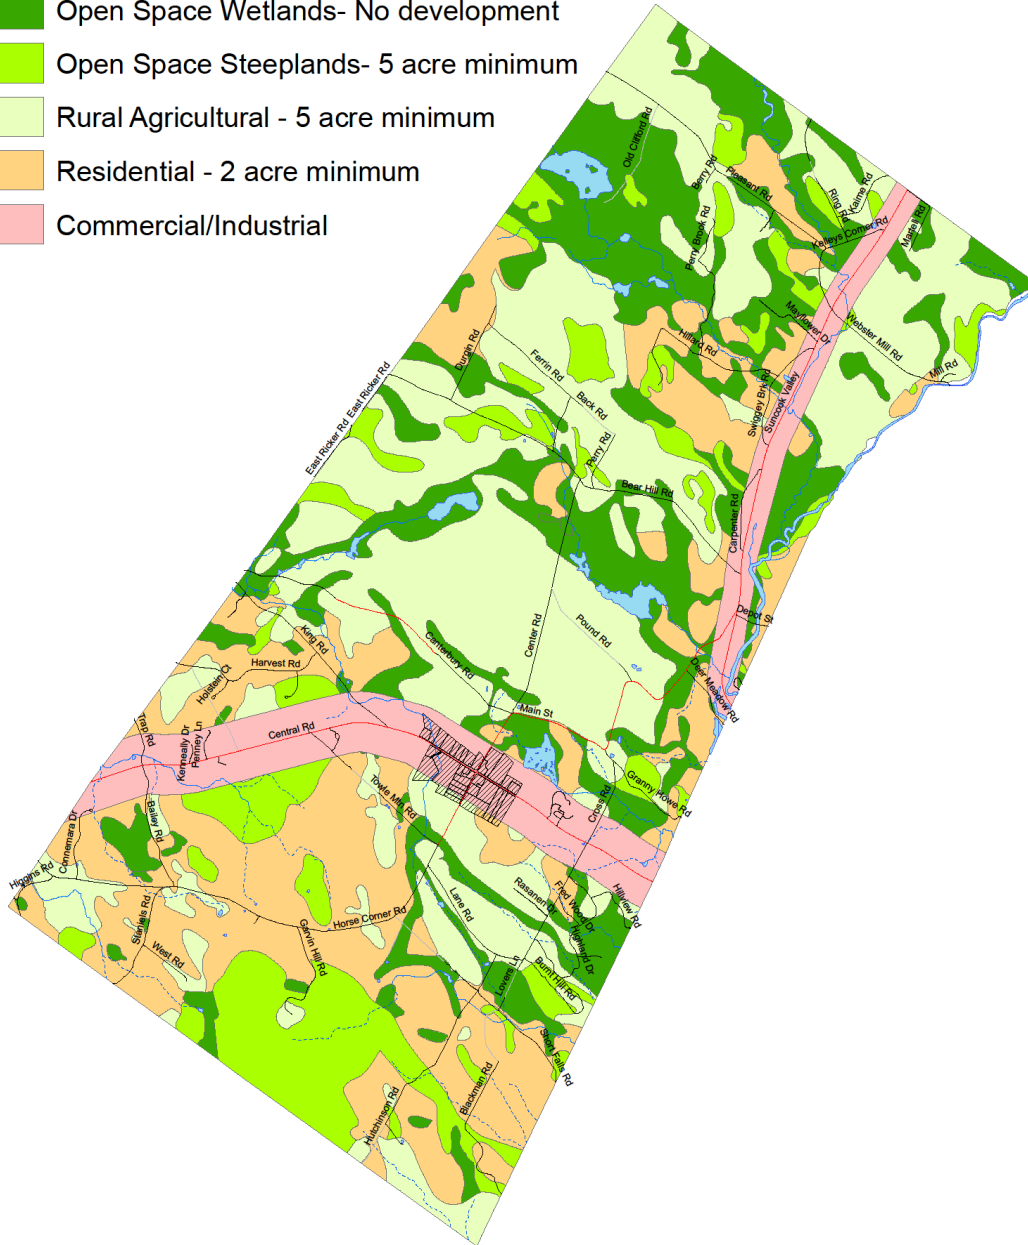 Open Space Wetlands- No development
Open Space Steeplands- 5 acre minimum
Rural Agricultural - 5 acre minimum
Residential - 2 acre minimum
Commercial/Industrial
Old Clifford Rd
Berry Rd
Pleasant Rd
Ring Rd
Kaime Rd
Kelleys Corner Rd
Martell Rd
Perry Brook Rd
Mayflower Dr
Webster Mill Rd
Mill Rd
Hillard Rd
Durgin Rd
Ferrin Rd
Back Rd
Swiggey Brk Rd
Suncook Valley
East Ricker Rd
East Ricker Rd
Perry Rd
Bear Hill Rd
Carpenter Rd
Depot St
Center Rd
Pound Rd
King Rd
Canterbury Rd
Harvest Rd
Holstein Ct
Deer Meadow Rd
Main St
Trap Rd
Kenneally Dr
Penney Ln
Central Rd
Towle Mtn Rd
Granny Howe Rd
Cross Rd
Bailey Rd
Connemara Dr
Higgins Rd
Staniels Rd
West Rd
Garvin Hill Rd
Horse Corner Rd
Lane Rd
Rasanen Dr
Fred Wood Dr
Highland Dr
Hillview Rd
Lovers Ln
Burnt Hill Rd
Short Falls Rd
Blackman Rd
Hutchinson Rd